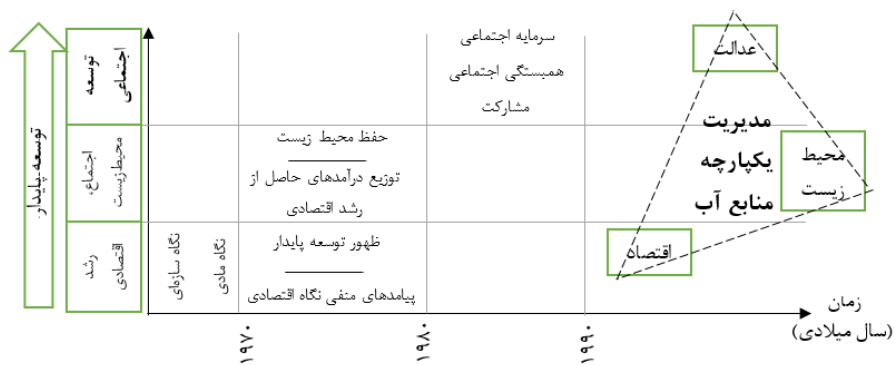 توسعه پایدار
توسعه
اجتماعی
اجتماع،
محیط‌زیست
رشد
اقتصادی
سرمایه اجتماعی
همبستگی اجتماعی
مشارکت
حفظ محیط زیست
توزیع درآمدهای حاصل از
رشد اقتصادی
ظهور توسعه پایدار
پیامدهای منفی نگاه اقتصادی
نگاه مادی
نگاه سازه‌ای
عدالت
محیط
زیست
اقتصاد
مدیریت
یکپارچه
منابع آب
۱۹۷۰
۱۹۸۰
۱۹۹۰
زمان
(سال میلادی)